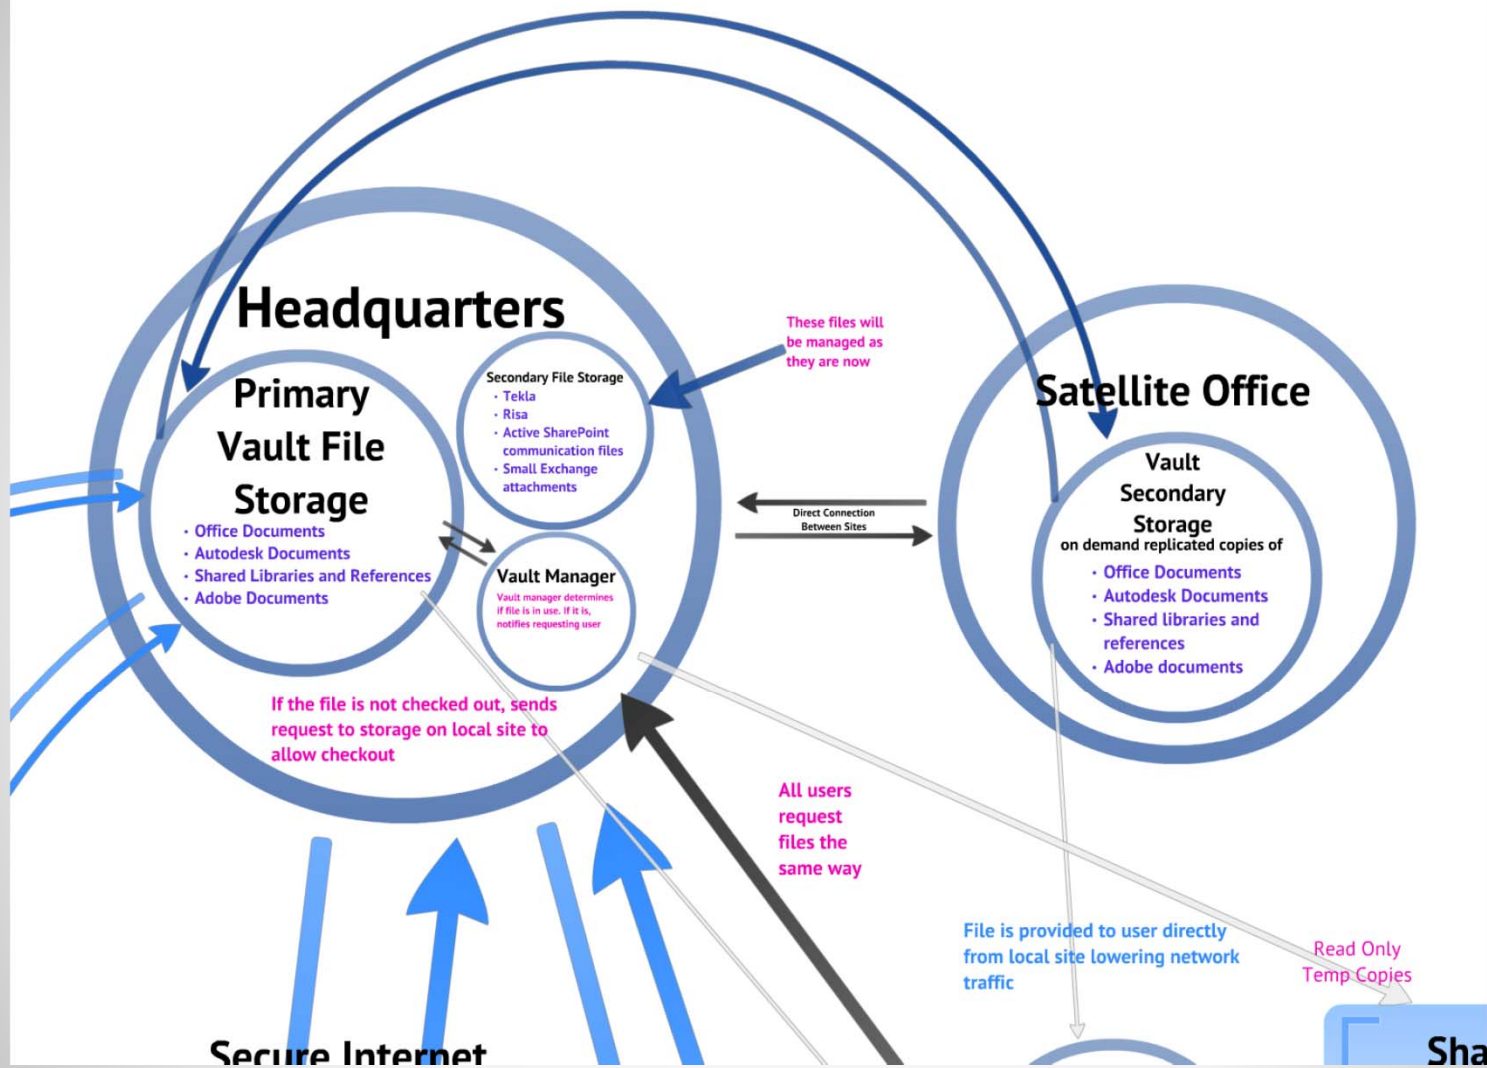 Headquarters
Primary
Vault File
Storage
· Office Documents
· Autodesk Documents
· Shared Libraries and References
· Adobe Documents
Secondary File Storage
· Tekla
· Risa
· Active SharePoint
communication files
· Small Exchange
attachments
Vault Manager
Vault manager determines
if file is in use. If it is,
notifies requesting user
If the file is not checked out, sends
request to storage on local site to
allow checkout
These files will
be managed as
they are now
Direct Connection
Between Sites
Satellite Office
Vault
Secondary
Storage
on demand replicated copies of
· Office Documents
· Autodesk Documents
· Shared libraries and
references
· Adobe documents
All users
request
files the
same way
File is provided to user directly
from local site lowering network
traffic
Read Only
Temp Copies
Secure Internet
Sha